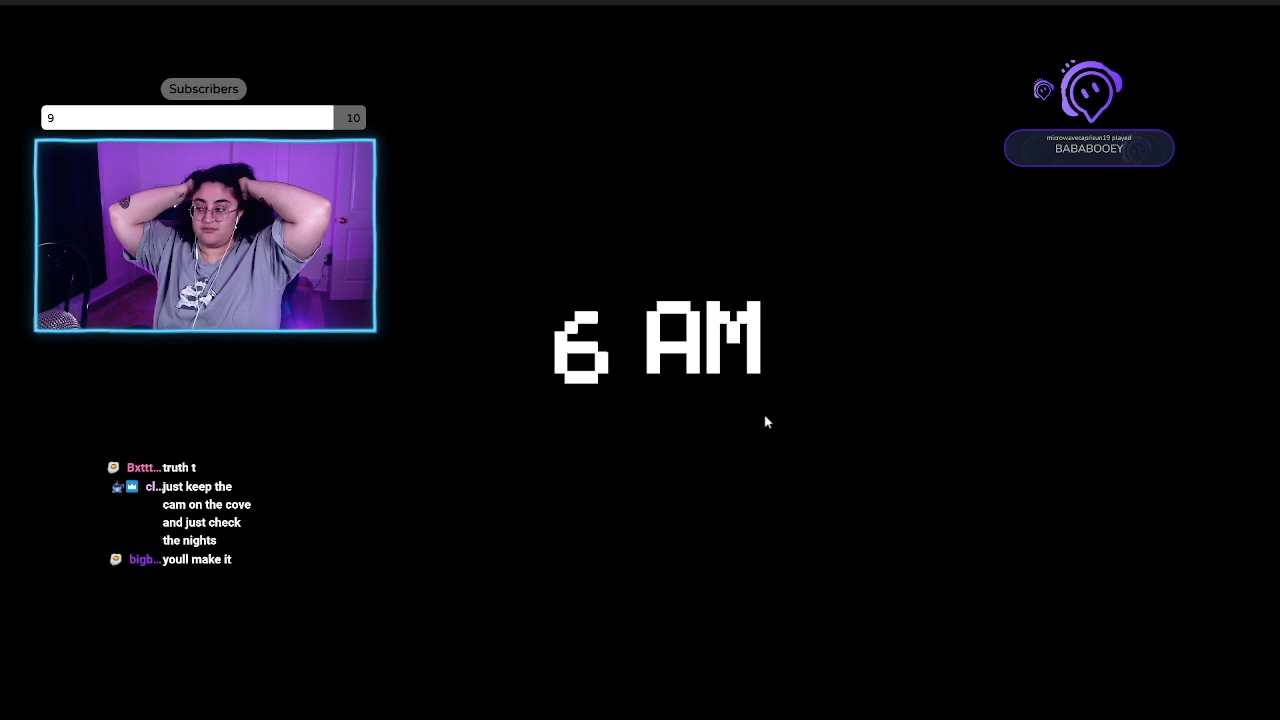 Subscribers
9 10
microwavecaprisun19 played
BABABOOEY
6 AM
Bxttt... truth t
cl... just keep the
cam on the cove
and just check
the nights
bigb... youll make it